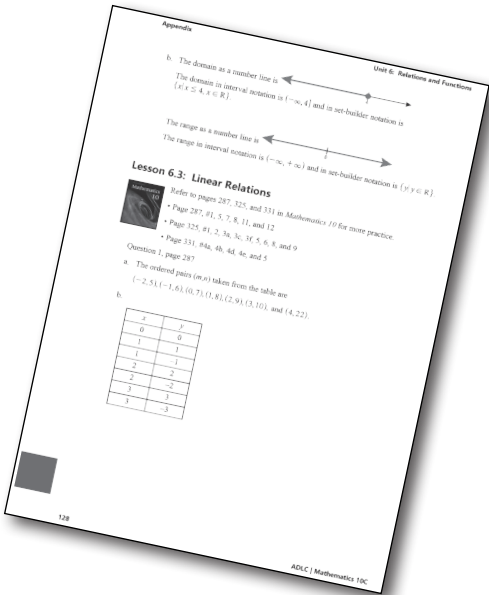 Appendix
Unit 6: Relations and Functions
b. The domain as a number line is
The domain in interval notation is (−∞, 4] and in set-builder notation is
{x|x ≤ 4, x ∈ R}
The range as a number line is
The range in interval notation is (−∞, +∞) and in set-builder notation is {y|y ∈ R}
Lesson 6.3: Linear Relations
Mathematics
10
Refer to pages 287, 325, and 331 in Mathematics 10 for more practice.
• Page 287, #1, 5, 7, 8, 11, and 12
• Page 325, #1, 2, 3a, 3c, 3f, 5, 6, 8, and 9
• Page 331, #4a, 4b, 4d, 4e, and 5
Question 1, page 287
a. The ordered pairs (m,n) taken from the table are
(−2, 5), (−1, 6), (0, 7), (1, 8), (2, 9), (3, 10), and (4, 22).
b.
x y
0 0
1 1
1 −1
2 2
2 −2
3 3
3 −3
128
ADLC | Mathematics 10C